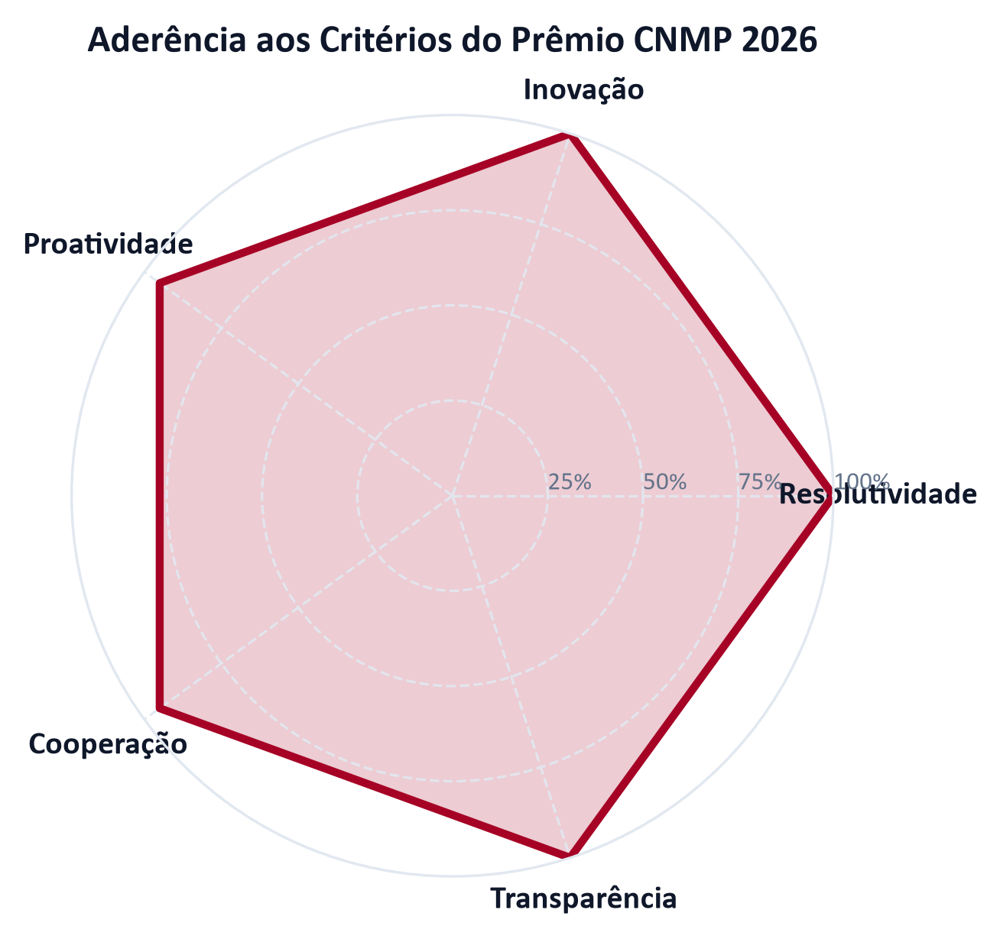 Aderência aos Critérios do Prêmio CNMP 2026
Inovação
Proatividade
25%
50%
75%
100%
Resolutividade
Cooperação
Transparência